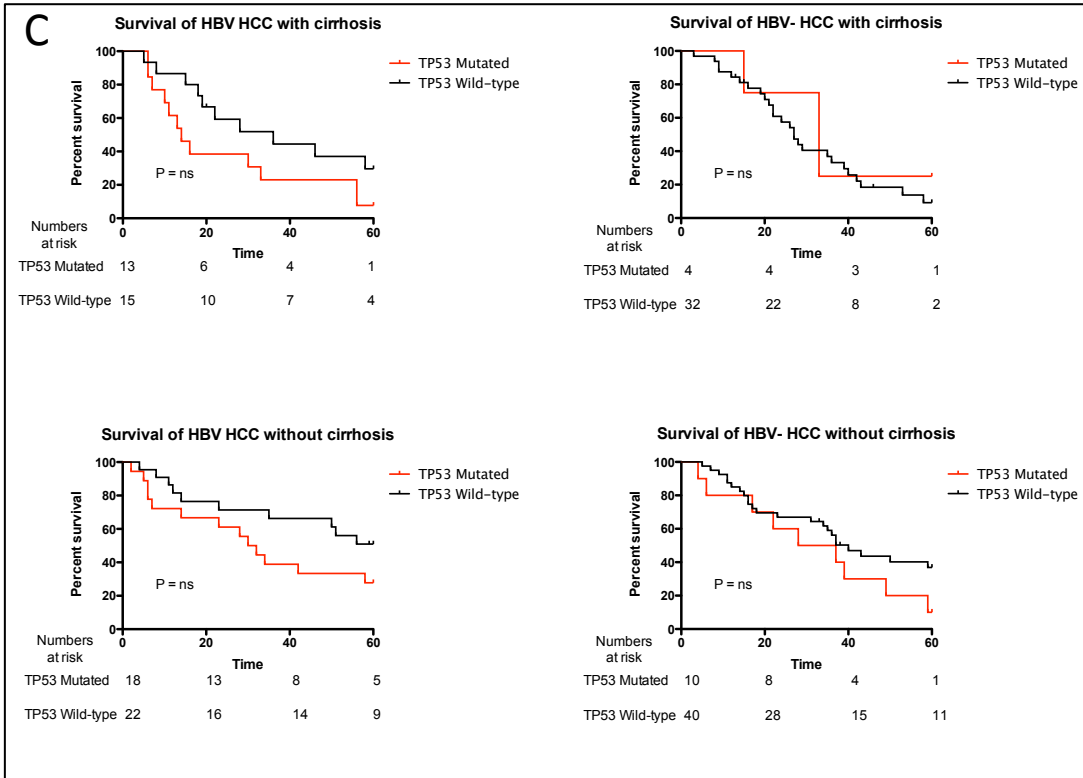 C
Survival of HBV HCC with cirrhosis
TP53 Mutated
TP53 Wild-type
Percent survival
100
80
60
40
20
0
P = ns
0 20 40 60
Time
Numbers
at risk
TP53 Mutated 13 6 4 1
TP53 Wild-type 15 10 7 4
Survival of HBV- HCC with cirrhosis
TP53 Mutated
TP53 Wild-type
Percent survival
100
80
60
40
20
0
P = ns
0 20 40 60
Time
Numbers
at risk
TP53 Mutated 4 4 3 1
TP53 Wild-type 32 22 8 2
Survival of HBV HCC without cirrhosis
TP53 Mutated
TP53 Wild-type
Percent survival
100
80
60
40
20
0
P = ns
0 20 40 60
Time
Numbers
at risk
TP53 Mutated 18 13 8 5
TP53 Wild-type 22 16 14 9
Survival of HBV- HCC without cirrhosis
TP53 Mutated
TP53 Wild-type
Percent survival
100
80
60
40
20
0
P = ns
0 20 40 60
Time
Numbers
at risk
TP53 Mutated 10 8 4 1
TP53 Wild-type 40 28 15 11